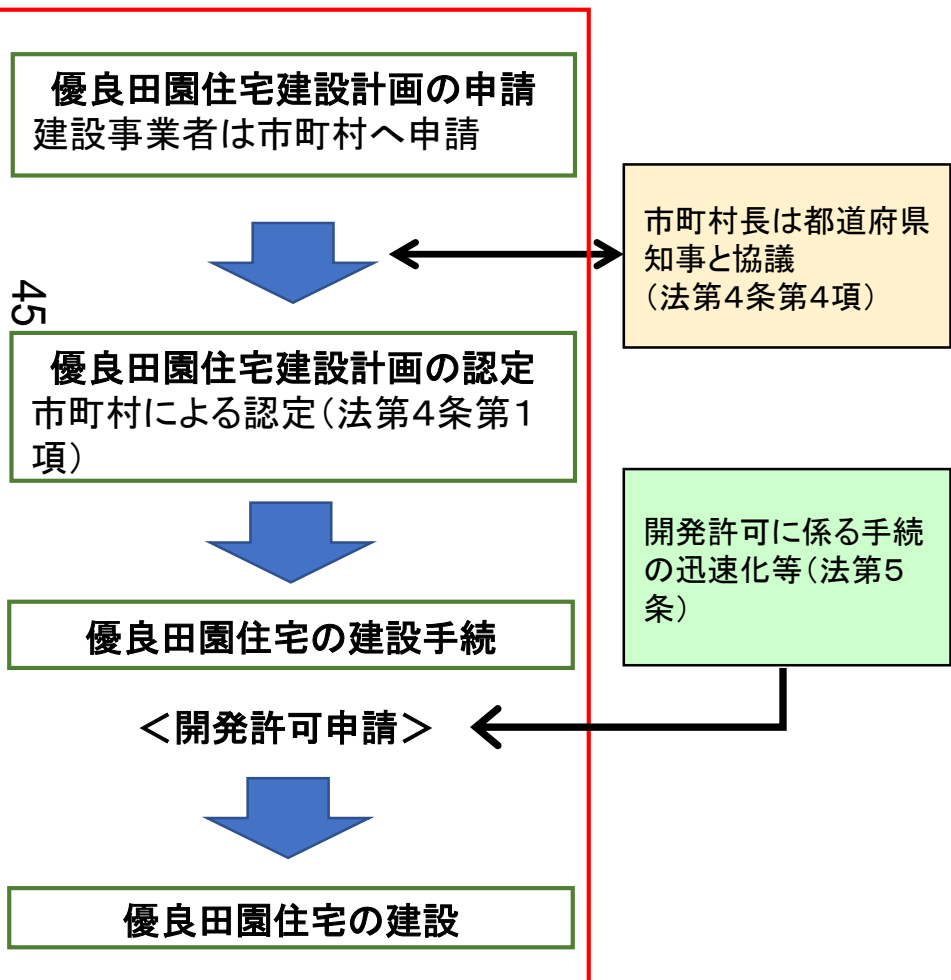 優良田園住宅建設計画の申請
建設事業者は市町村へ申請
市町村長は都道府県
知事と協議
(法第4条第4項)
45
優良田園住宅建設計画の認定
市町村による認定(法第4条第1
項)
開発許可に係る手続
の迅速化等(法第5
条)
優良田園住宅の建設手続
<開発許可申請>
優良田園住宅の建設